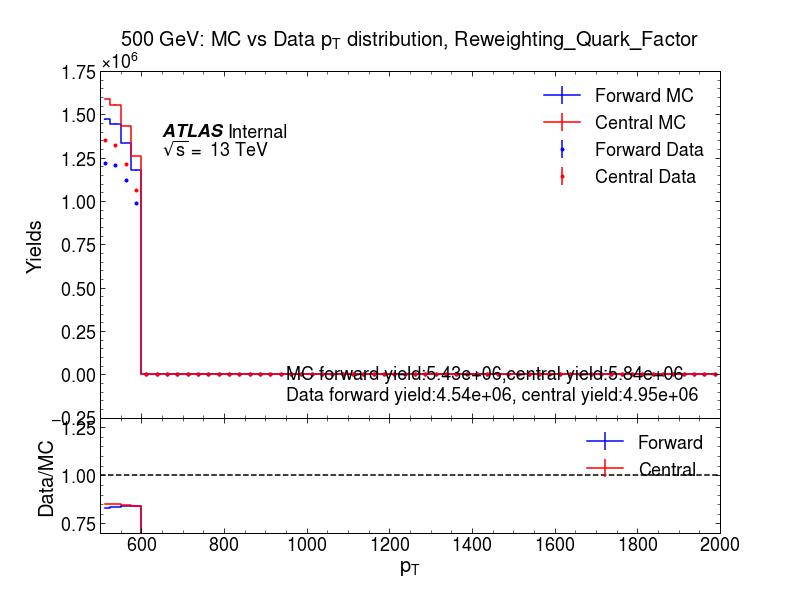 500 GeV: MC vs Data pT distribution, Reweighting_Quark_Factor
×10⁶
1.75
1.50
1.25
1.00
0.75
0.50
0.25
0.00
−0.25
Yields
ATLAS Internal
√s = 13 TeV
Forward MC
Central MC
Forward Data
Central Data
MC forward yield:5.43e+06,central yield:5.84e+06
Data forward yield:4.54e+06, central yield:4.95e+06
1.25
1.00
0.75
Data/MC
Forward
Central
600 800 1000 1200 1400 1600 1800 2000
pT